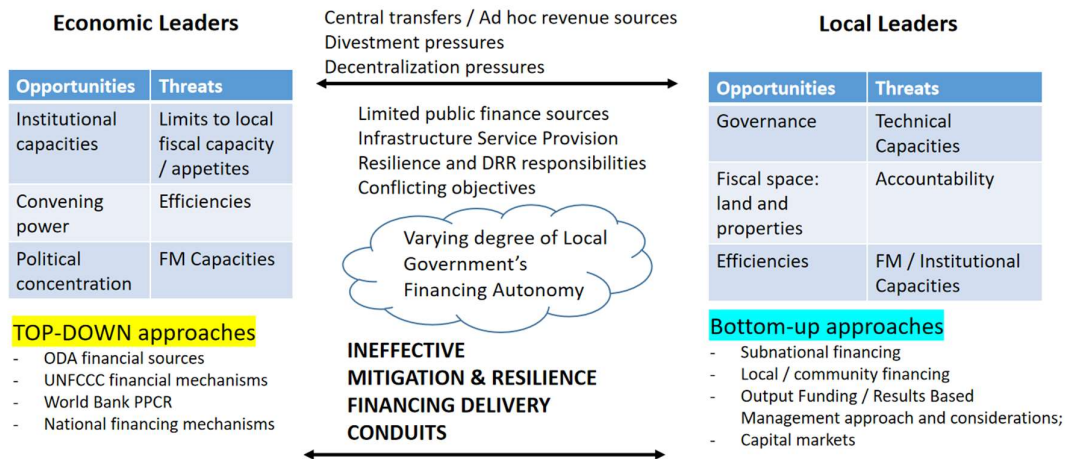 Economic Leaders
Opportunities Threats
Institutional capacities
Limits to local fiscal capacity / appetites
Convening power
Efficiencies
Political concentration
FM Capacities
TOP-DOWN approaches
- ODA financial sources
- UNFCCC financial mechanisms
- World Bank PPCR
- National financing mechanisms
Central transfers / Ad hoc revenue sources
Divestment pressures
Decentralization pressures
Limited public finance sources
Infrastructure Service Provision
Resilience and DRR responsibilities
Conflicting objectives
Varying degree of Local
Government's
Financing Autonomy
INEFFECTIVE
MITIGATION & RESILIENCE
FINANCING DELIVERY
CONDUITS
Local Leaders
Opportunities Threats
Governance
Technical Capacities
Fiscal space: land and properties
Accountability
Efficiencies
FM / Institutional Capacities
Bottom-up approaches
- Subnational financing
- Local / community financing
- Output Funding / Results Based
Management approach and considerations;
- Capital markets